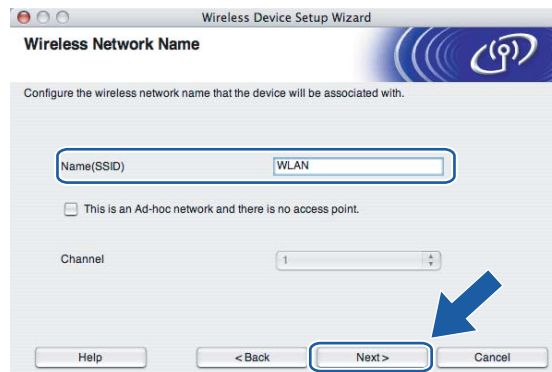 Wireless Device Setup Wizard
Wireless Network Name
Configure the wireless network name that the device will be associated with.
Name(SSID) WLAN
This is an Ad-hoc network and there is no access point.
Channel 1
Help < Back Next > Cancel